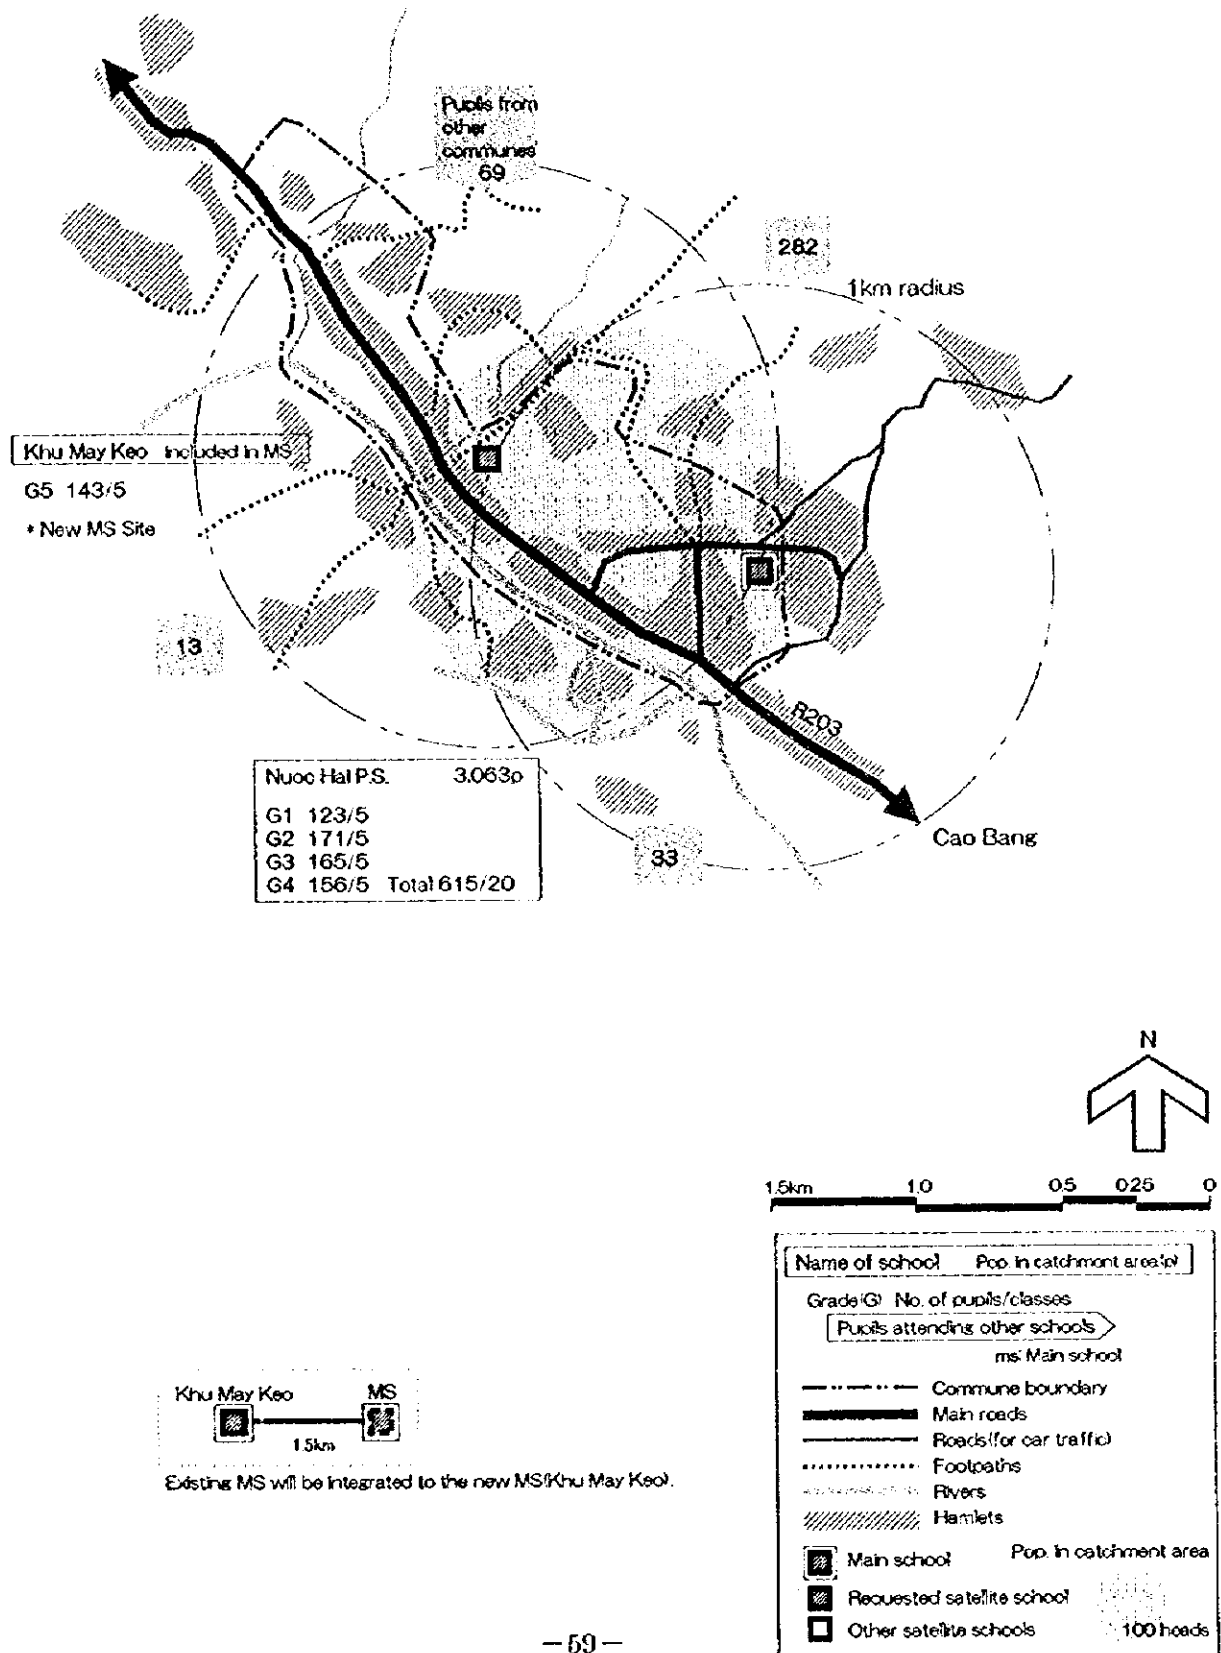 Pupils from
other
communes
69
282
1km radius
Khu May Keo Included in MS
G5 143/5
* New MS Site
13
R203
Nuoc Hai P.S. 3.063p
G1 123/5
G2 171/5
G3 165/5
G4 156/5 Total 615/20
33
Cao Bang
N
1.5km 1.0 0.5 0.25 0
Name of school Pop. in catchment area(p)
Grade(G) No. of pupils/classes
Pupils attending other schools
ms: Main school
Commune boundary
Main roads
Roads(for car traffic)
Footpaths
Rivers
Hamlets
Main school Pop. in catchment area
Requested satellite school
Other satellite schools 100 heads
Khu May Keo MS
1.5km
Existing MS will be integrated to the new MS(Khu May Keo).
-59-